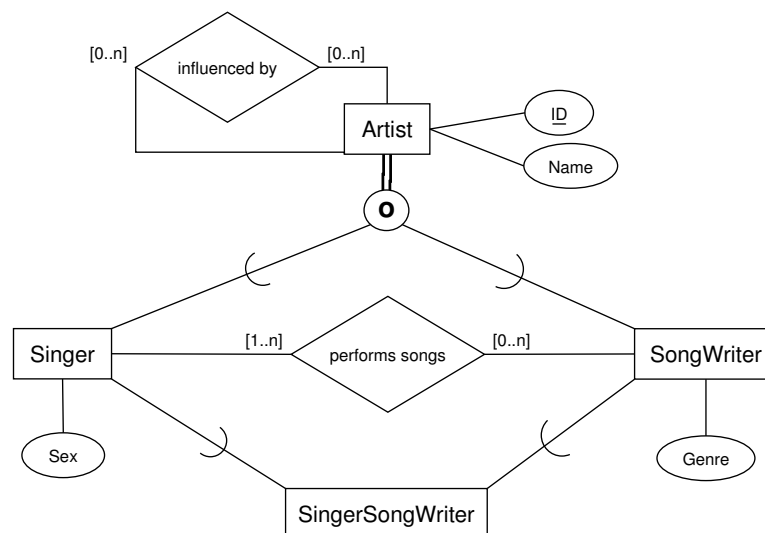 [0..n]
[0..n]
influenced by
Artist
ID
Name
O
[1..n]
[0..n]
Singer
performs songs
SongWriter
Sex
Genre
SingerSongWriter